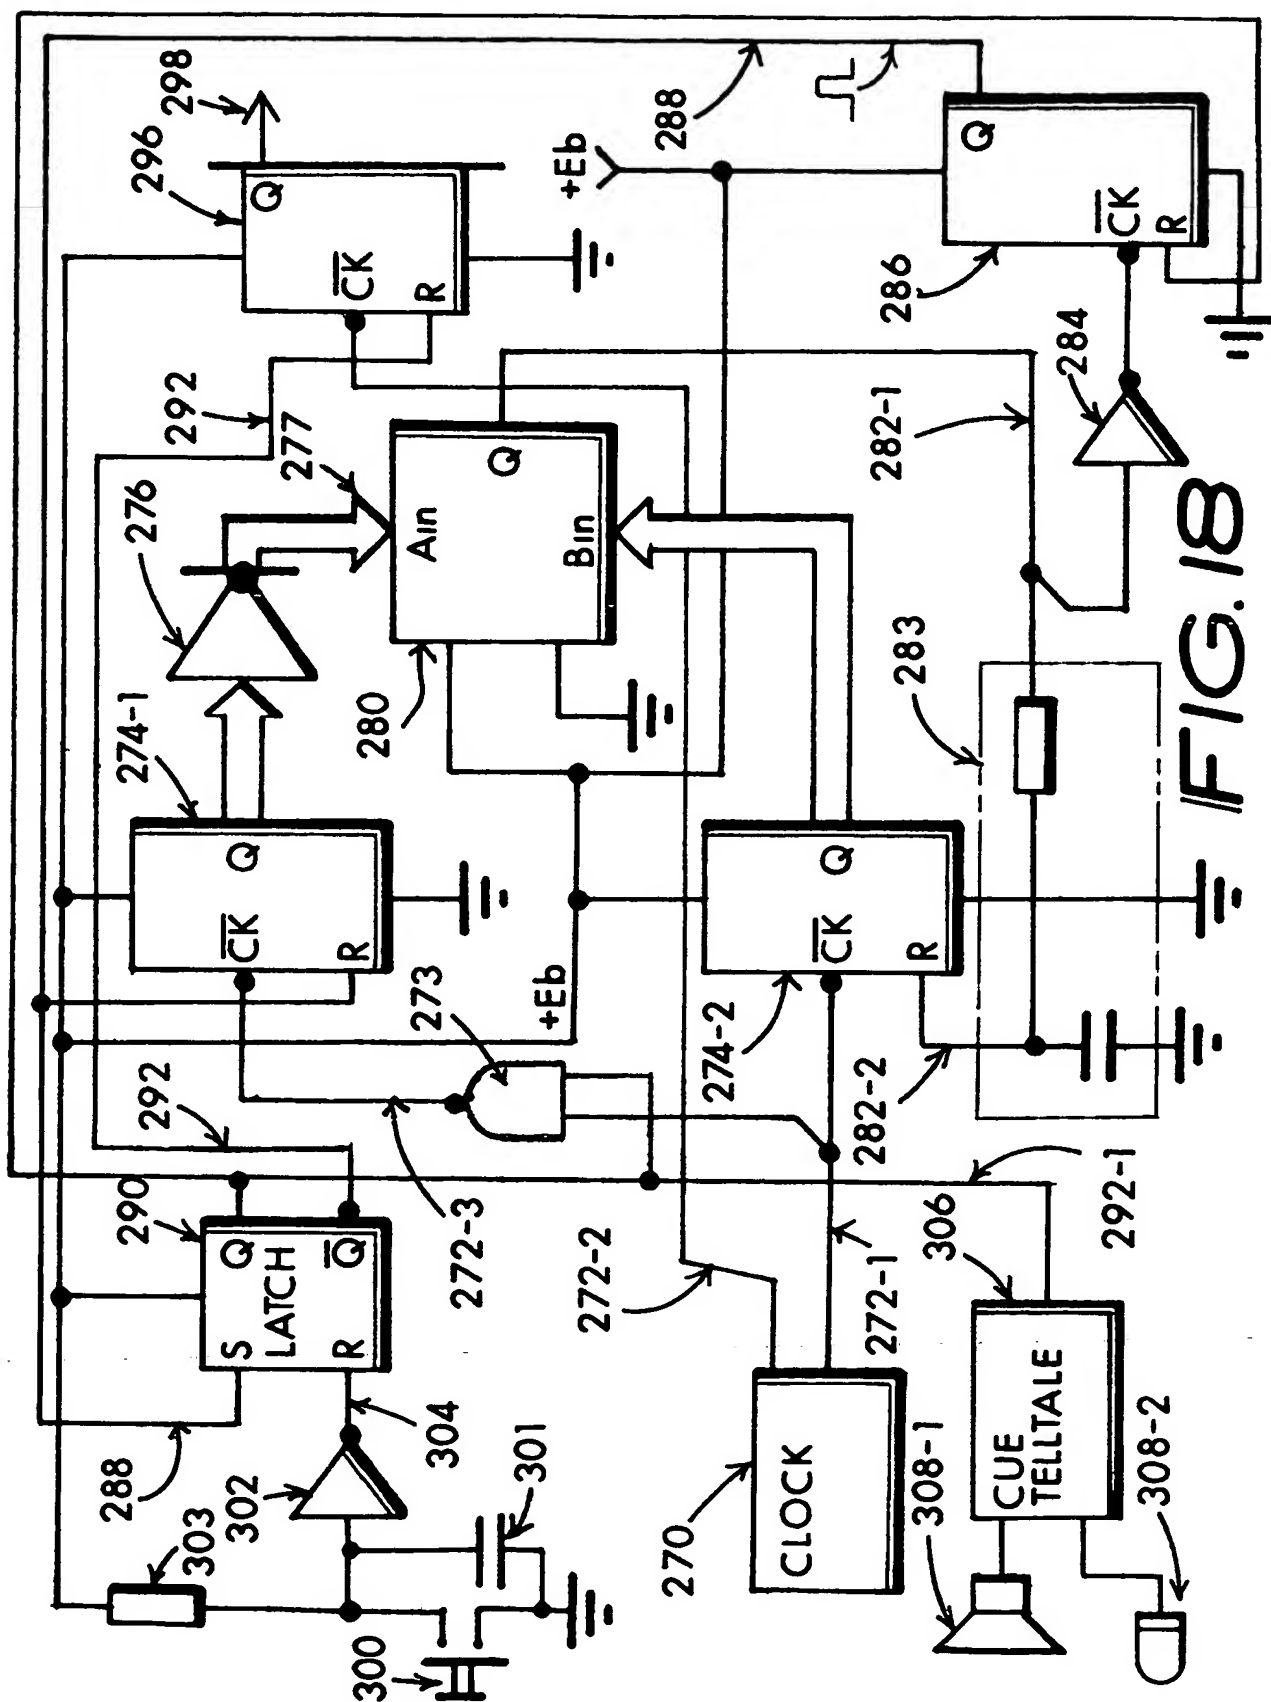 298
296
Q
CK
R
292
277
276
274-1
Q
CK
R
Ain
Bin
Q
280
+Eb
288
Q
CK
R
286
284
282-1
283
+Eb
273
Q
CK
R
274-2
282-2
292
290
Q
Q
S
LATCH
R
272-3
272-2
272-1
288
302
304
303
301
300
270
CLOCK
306
292-1
CUE
TELLTALE
308-1
308-2
FIG. 18